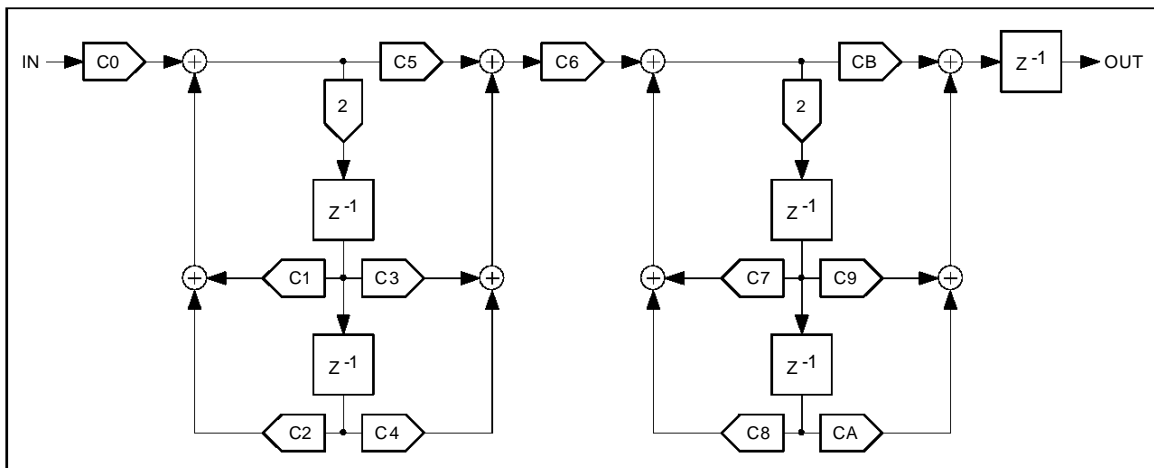 IN C0 C5 C6 CB Z-1 OUT
2 2
Z-1 Z-1
C1 C3 C7 C9
Z-1 Z-1
C2 C4 C8 CA